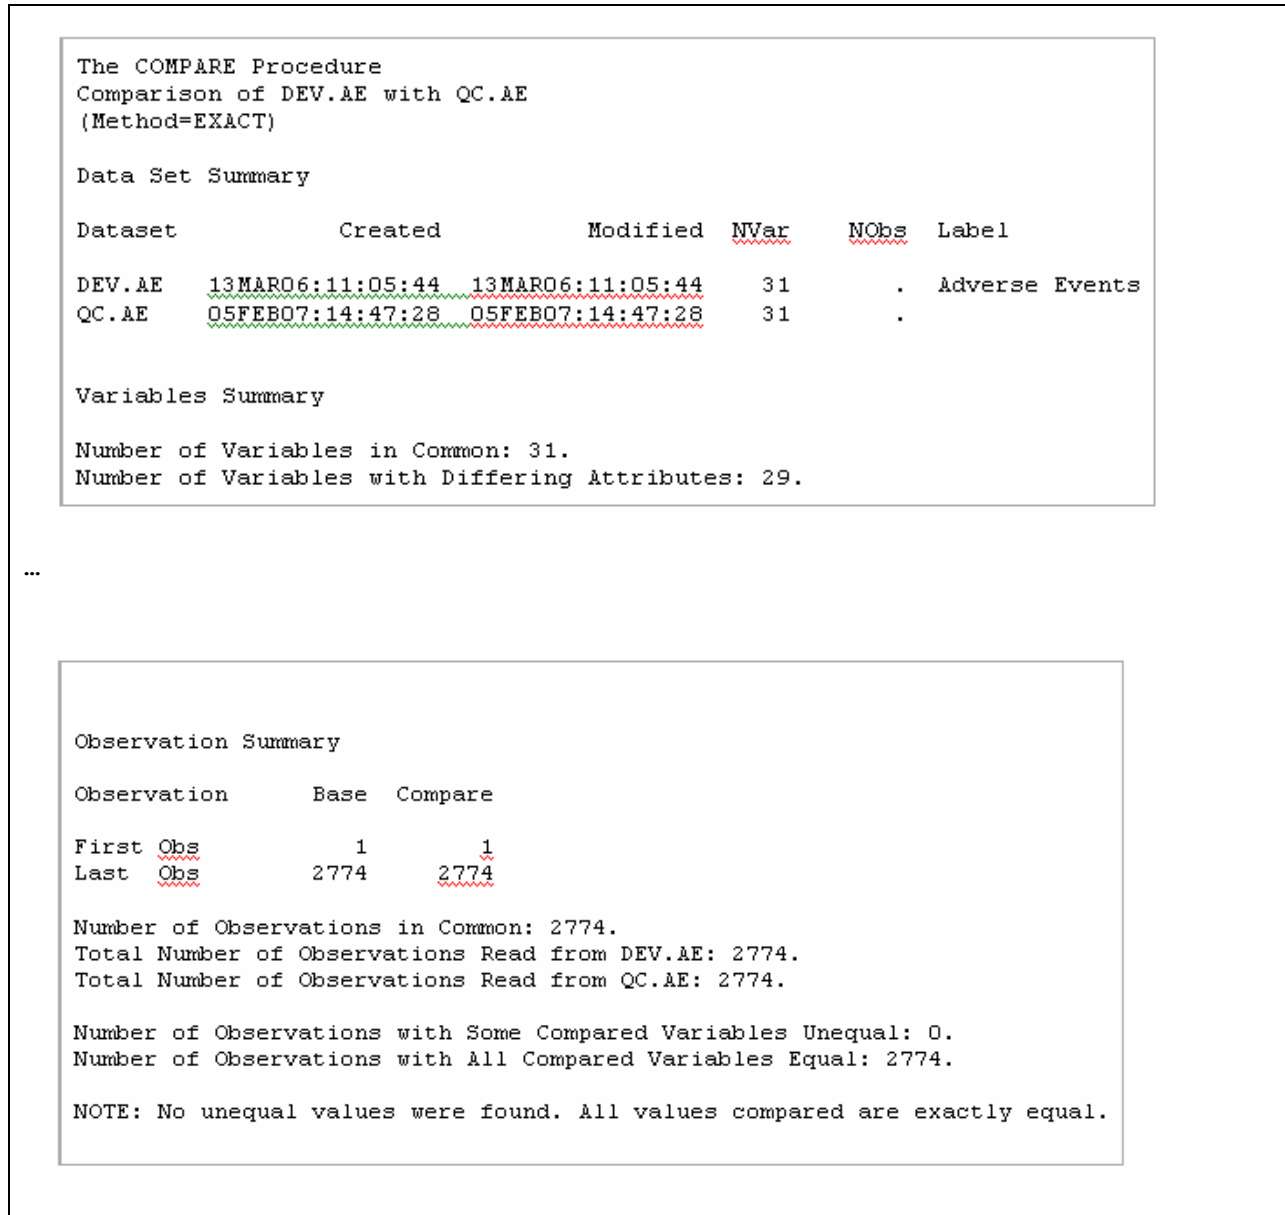 The COMPARE Procedure
Comparison of DEV.AE with QC.AE
(Method=EXACT)
Data Set Summary
Dataset Created Modified NVar NObs Label
DEV.AE 13MAR06:11:05:44 13MAR06:11:05:44 31 . Adverse Events
QC.AE 05FEB07:14:47:28 05FEB07:14:47:28 31 .
Variables Summary
Number of Variables in Common: 31.
Number of Variables with Differing Attributes: 29.
…
Observation Summary
Observation Base Compare
First Obs 1 1
Last Obs 2774 2774
Number of Observations in Common: 2774.
Total Number of Observations Read from DEV.AE: 2774.
Total Number of Observations Read from QC.AE: 2774.
Number of Observations with Some Compared Variables Unequal: 0.
Number of Observations with All Compared Variables Equal: 2774.
NOTE: No unequal values were found. All values compared are exactly equal.